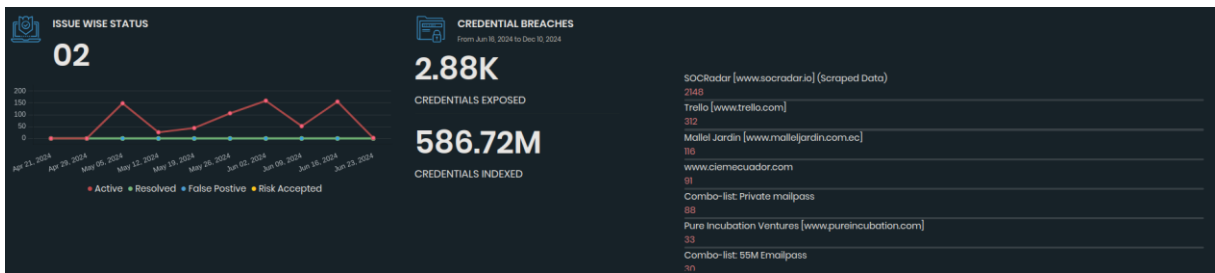 ISSUE WISE STATUS
02
200
150
100
50
0
Apr 21, 2024
Apr 29, 2024
May 05, 2024
May 12, 2024
May 19, 2024
May 26, 2024
Jun 02, 2024
Jun 09, 2024
Jun 16, 2024
Jun 23, 2024
Active Resolved False Postive Risk Accepted
CREDENTIAL BREACHES
From Jun 18, 2024 to Dec 10, 2024
2.88K
CREDENTIALS EXPOSED
586.72M
CREDENTIALS INDEXED
SOCRadar [www.socradar.io] (Scraped Data)
2148
Trello [www.trello.com]
312
Mallel Jardin [www.malleljardin.com.ec]
116
www.ciemecuador.com
91
Combo-list: Private mailpass
88
Pure Incubation Ventures [www.pureincubation.com]
33
Combo-list: 55M Emailpass
30